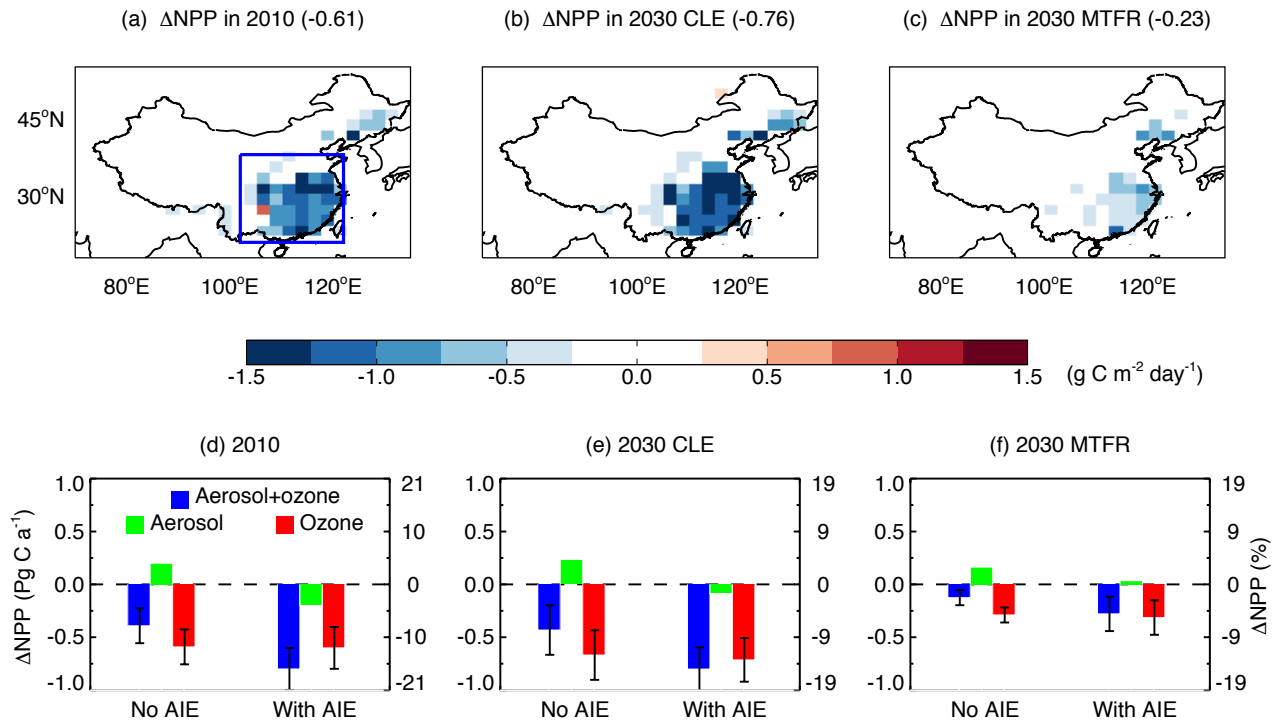 (a) ΔNPP in 2010 (-0.61)
(b) ΔNPP in 2030 CLE (-0.76)
(c) ΔNPP in 2030 MTFR (-0.23)
45°N
30°N
80°E 100°E 120°E
80°E 100°E 120°E
80°E 100°E 120°E
-1.5 -1.0 -0.5 0.0 0.5 1.0 1.5 (g C m⁻² day⁻¹)
(d) 2010
(e) 2030 CLE
(f) 2030 MTFR
ΔNPP (Pg C a⁻¹)
1.0
0.5
0.0
-0.5
-1.0
Aerosol+ozone
Aerosol
Ozone
21
10
0
-10
-21
No AIE With AIE
1.0
0.5
0.0
-0.5
-1.0
19
9
0
-9
-19
No AIE With AIE
1.0
0.5
0.0
-0.5
-1.0
19
9
0
-9
-19
ΔNPP (%)
No AIE With AIE